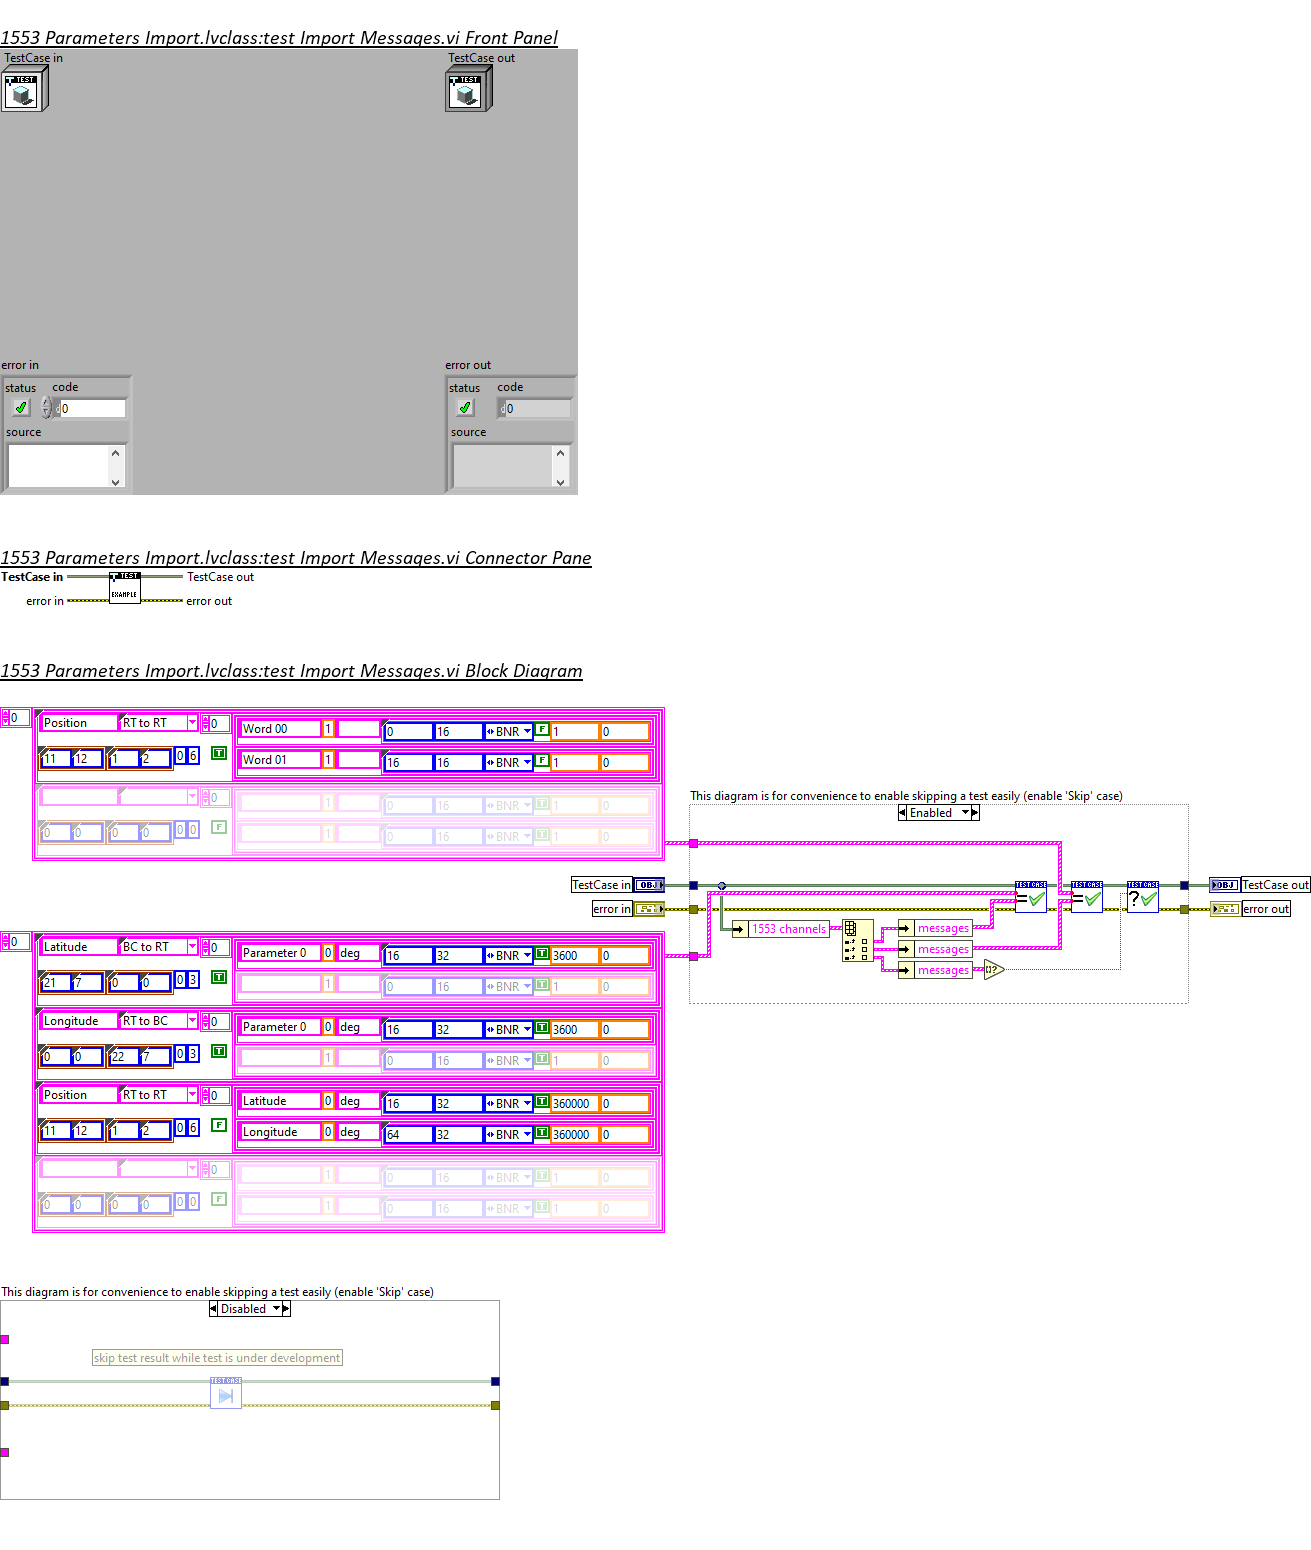 1553 Parameters Import.lvclass:test Import Messages.vi Front Panel
TestCase in
TestCase out
TEST
TEST
error in
error out
status code
status code
d0
d0
source
source
1553 Parameters Import.lvclass:test Import Messages.vi Connector Pane
TestCase in TEST TestCase out
error in EXAMPLE error out
1553 Parameters Import.lvclass:test Import Messages.vi Block Diagram
0 Position RT to RT 0 Word 00 1 0 16 BNR F 1 0
11 12 1 2 0 6 T Word 01 1 16 16 BNR F 1 0
0 1 0 16 BNR T 1 0
0 0 0 0 0 0 F 1 0 16 BNR T 1 0
This diagram is for convenience to enable skipping a test easily (enable 'Skip' case)
Enabled
TestCase in OBJ TESTCASE = TESTCASE = TESTCASE ? OBJ TestCase out
error in error out
1553 channels messages
messages
messages
0 Latitude BC to RT 0 Parameter 0 0 deg 16 32 BNR T 3600 0
21 7 0 0 0 3 T 1 0 16 BNR T 1 0
Longitude RT to BC 0 Parameter 0 0 deg 16 32 BNR T 3600 0
0 0 22 7 0 3 T 1 0 16 BNR T 1 0
Position RT to RT 0 Latitude 0 deg 16 32 BNR T 360000 0
11 12 1 2 0 6 F Longitude 0 deg 64 32 BNR T 360000 0
0 1 0 16 BNR T 1 0
0 0 0 0 0 0 F 1 0 16 BNR T 1 0
This diagram is for convenience to enable skipping a test easily (enable 'Skip' case)
Disabled
skip test result while test is under development
TESTCASE